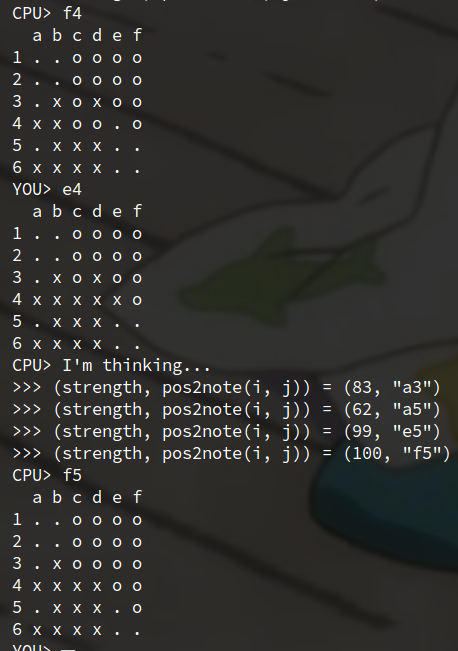 CPU> f4
  a b c d e f
1 . . o o o o
2 . . o o o o
3 . x o x o o
4 x x o o . o
5 . x x x . .
6 x x x x . .
YOU> e4
  a b c d e f
1 . . o o o o
2 . . o o o o
3 . x o x o o
4 x x x x x o
5 . x x x . .
6 x x x x . .
CPU> I'm thinking...
>>> (strength, pos2note(i, j)) = (83, "a3")
>>> (strength, pos2note(i, j)) = (62, "a5")
>>> (strength, pos2note(i, j)) = (99, "e5")
>>> (strength, pos2note(i, j)) = (100, "f5")
CPU> f5
  a b c d e f
1 . . o o o o
2 . . o o o o
3 . x o o o o
4 x x x x o o
5 . x x x . o
6 x x x x . .
YOU>